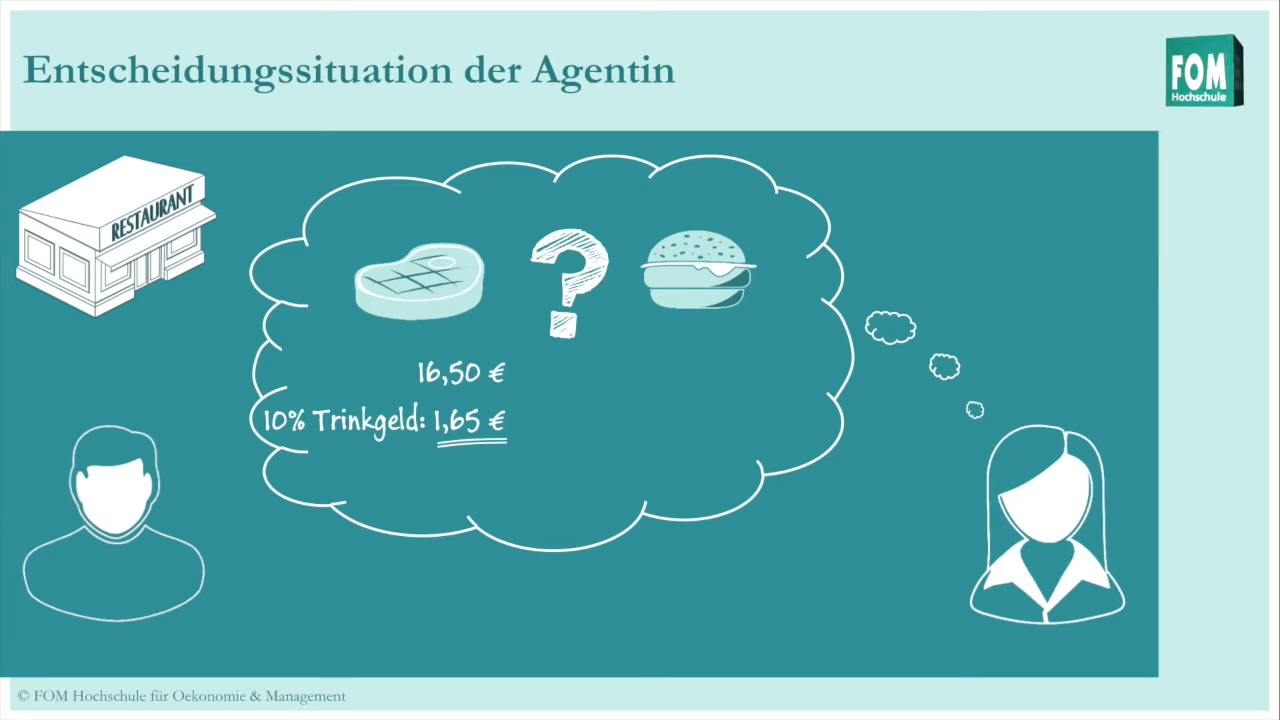 Entscheidungssituation der Agentin
FOM
Hochschule
RESTAURANT
?
16,50 €
10% Trinkgeld: 1,65 €
© FOM Hochschule für Oekonomie & Management